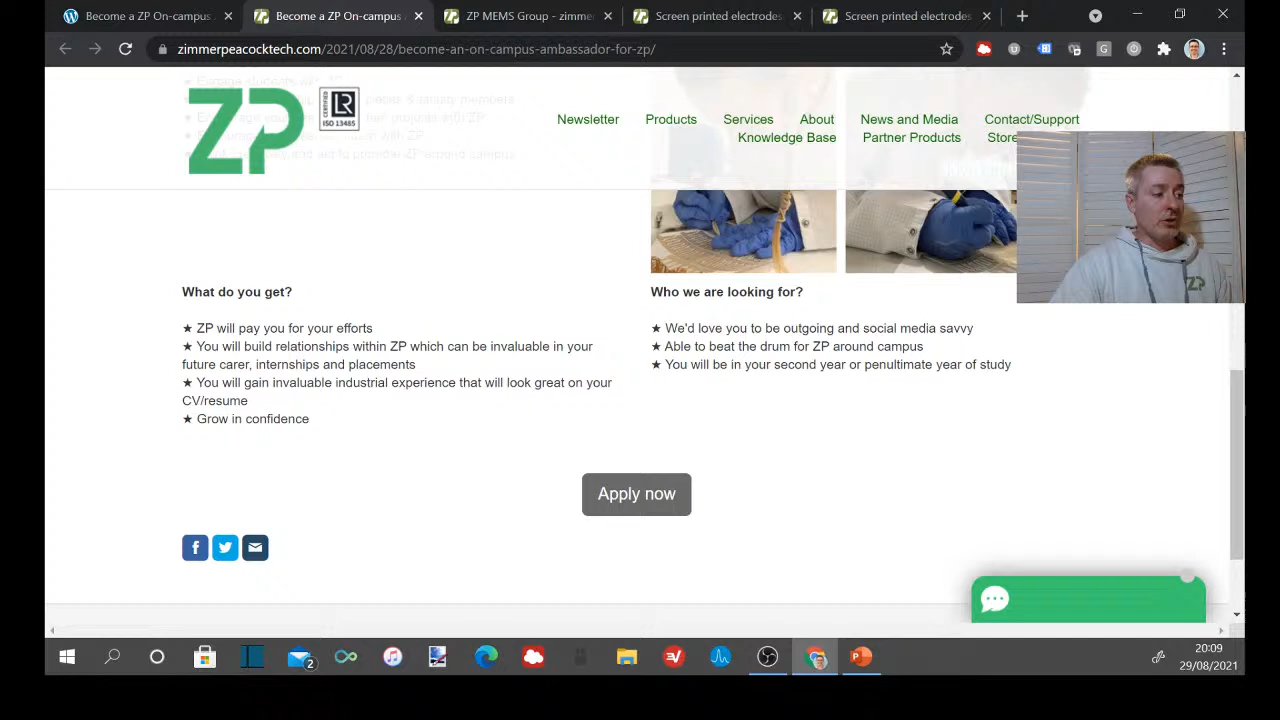 Become a ZP On-campus
Become a ZP On-campus
ZP MEMS Group - zimme
Screen printed electrodes
Screen printed electrodes
zimmerpeacocktech.com/2021/08/28/become-an-on-campus-ambassador-for-zp/
ZP
CERTIFIED
LR
ISO 13485
Newsletter
Products
Services
About
News and Media
Contact/Support
Knowledge Base
Partner Products
Store
What do you get?
★ ZP will pay you for your efforts
★ You will build relationships within ZP which can be invaluable in your
future carer, internships and placements
★ You will gain invaluable industrial experience that will look great on your
CV/resume
★ Grow in confidence
Who we are looking for?
★ We'd love you to be outgoing and social media savvy
★ Able to beat the drum for ZP around campus
★ You will be in your second year or penultimate year of study
Apply now
ZP
2
20:09
29/08/2021